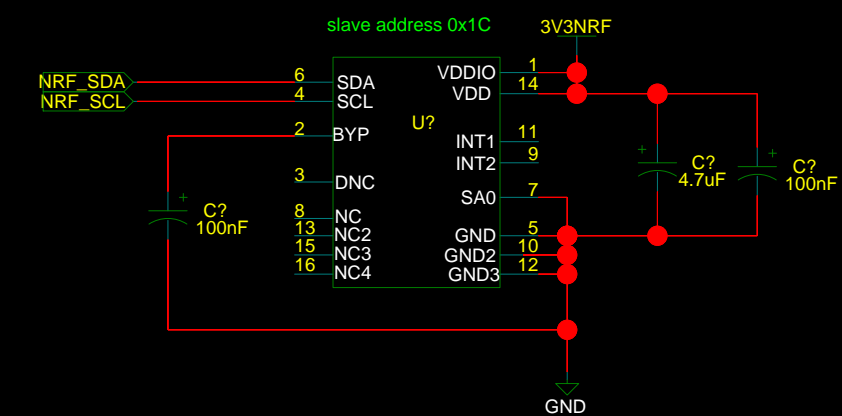 slave address 0x1C
3V3NRF
NRF_SDA 6 SDA VDDIO 1
NRF_SCL 4 SCL VDD 14
U?
2 BYP INT1 11
INT2 9
3 DNC SA0 7
8 NC
13 NC2 GND 5
15 NC3 GND2 10
16 NC4 GND3 12
C?
100nF
C?
4.7uF
C?
100nF
GND